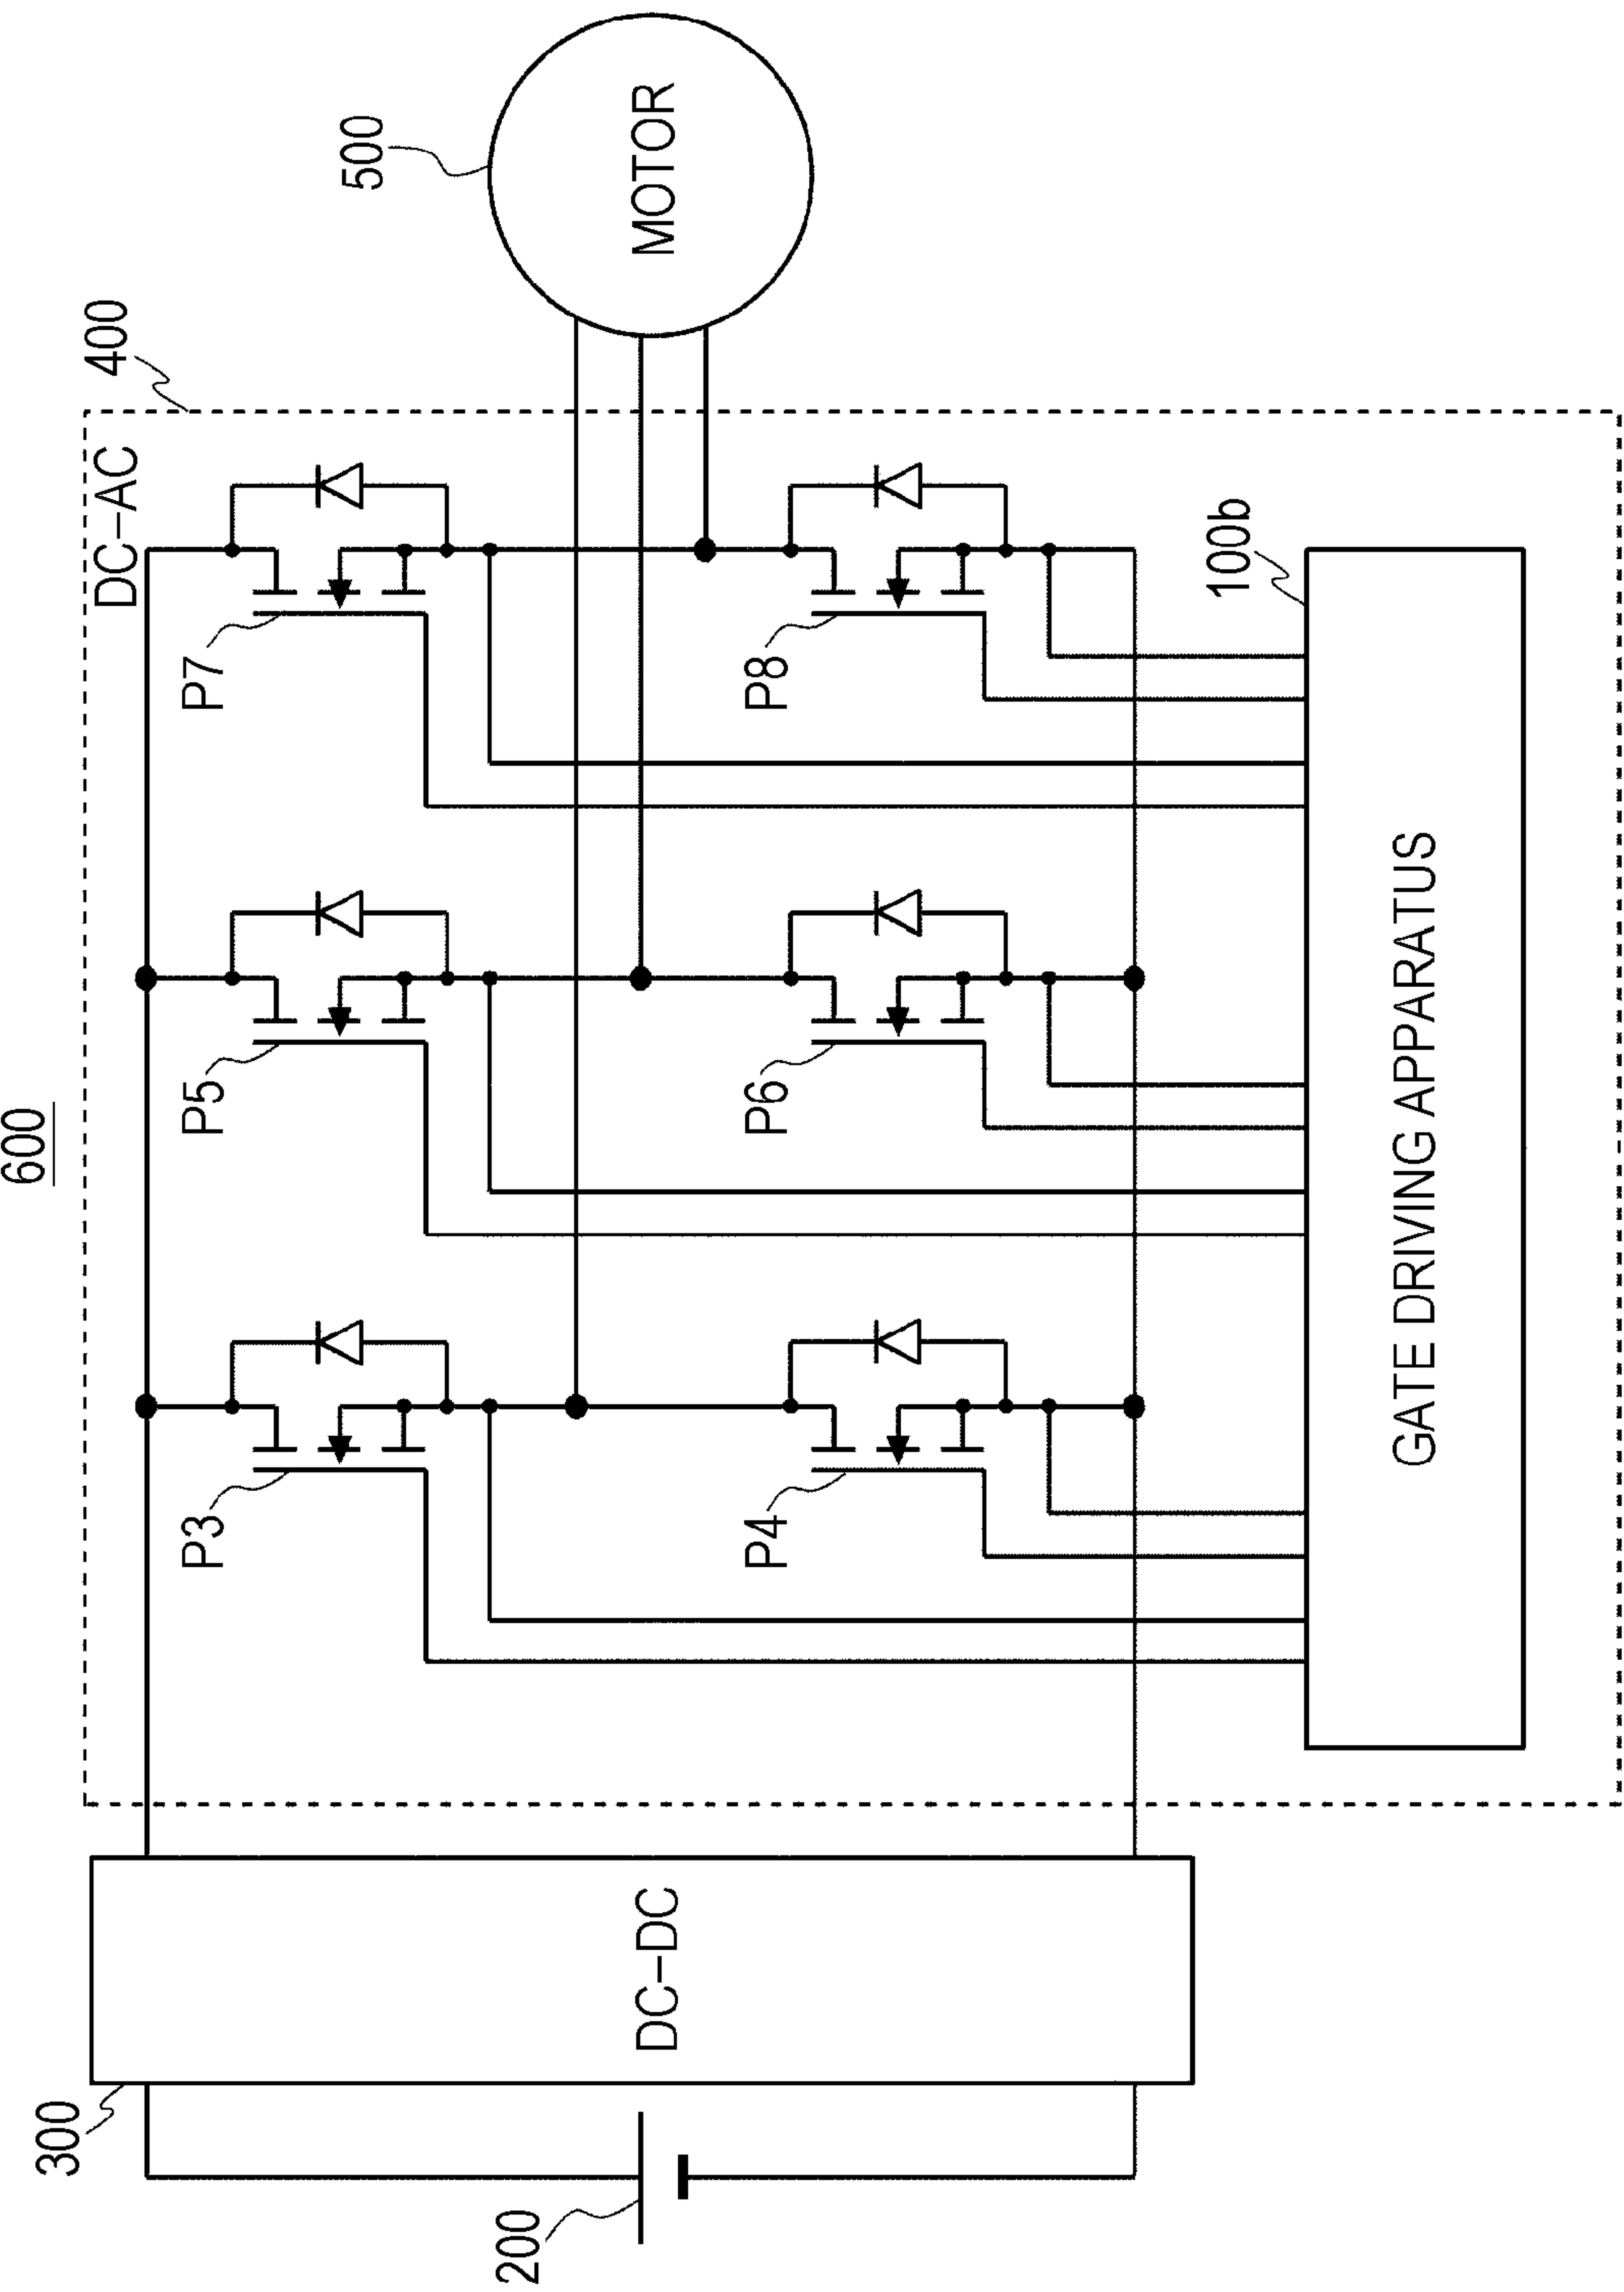 600
400
DC-AC
500
MOTOR
P3
P5
P7
P4
P6
P8
300
DC-DC
200
100b
GATE DRIVING APPARATUS